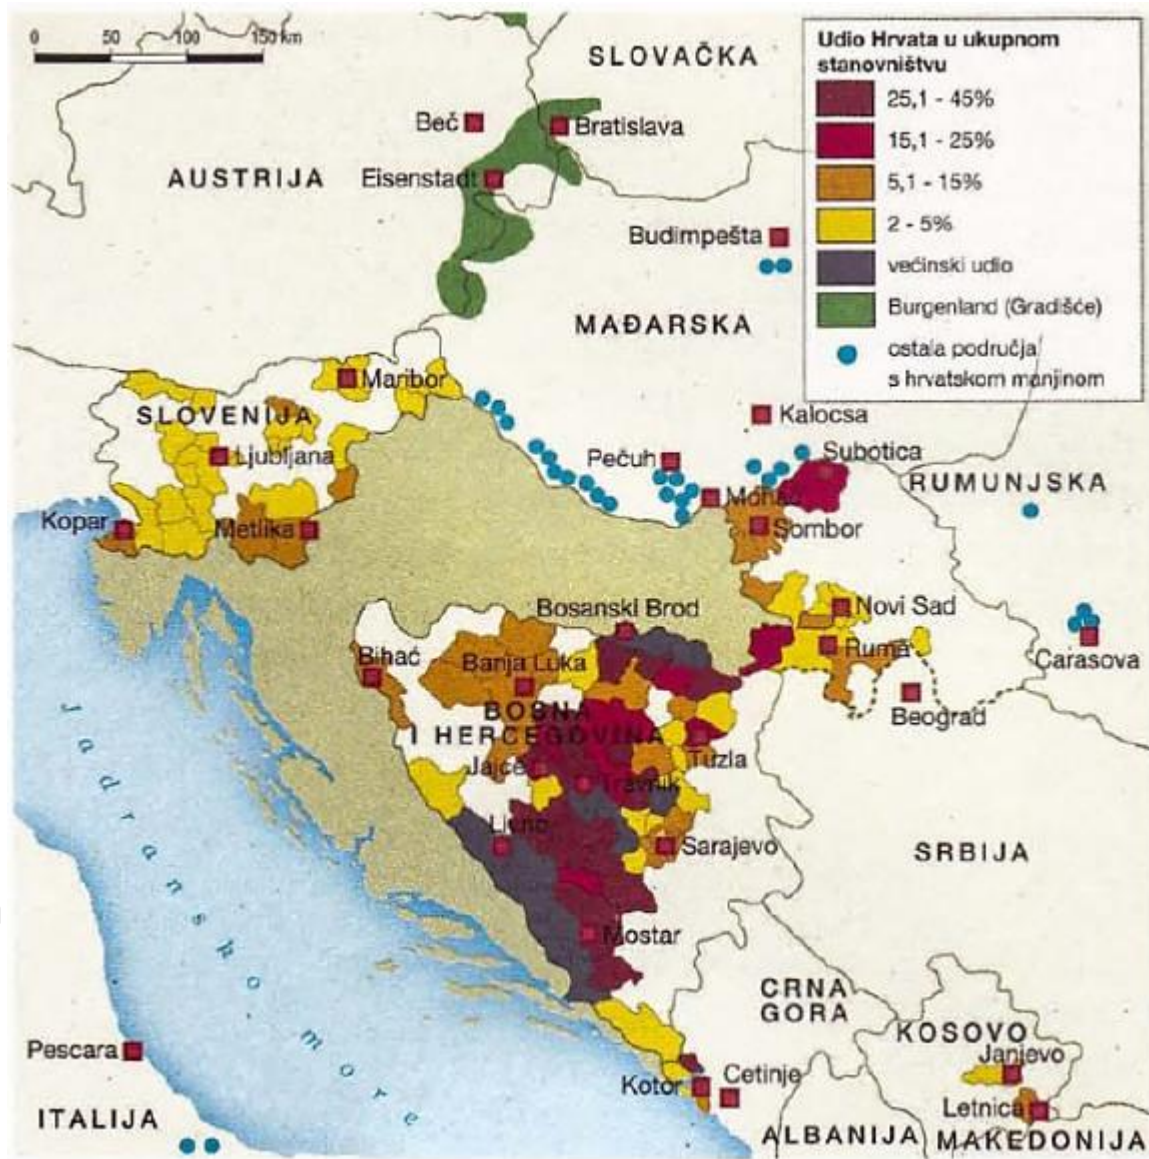 0 50 100 150 km
SLOVAČKA
Udio Hrvata u ukupnom
stanovništvu
25,1 - 45%
15,1 - 25%
5,1 - 15%
2 - 5%
većinski udio
Burgenland (Gradišće)
ostala područja
s hrvatskom manjinom
Beč
Bratislava
AUSTRIJA
Eisenstadt
Budimpešta
MAĐARSKA
Maribor
SLOVENIJA
Kalocsa
Ljubljana
Pečuh
Subotica
RUMUNJSKA
Mohač
Kopar
Metlika
Sombor
Bosanski Brod
Novi Sad
Bihać
Banja Luka
Ruma
Carasova
Beograd
BOSNA
I HERCEGOVINA
Jajce
Tuzla
Travnik
Livno
Sarajevo
SRBIJA
Jadransko more
Mostar
CRNA
GORA
KOSOVO
Pescara
Janjevo
Kotor
Cetinje
Letnica
ITALIJA
ALBANIJA
MAKEDONIJA